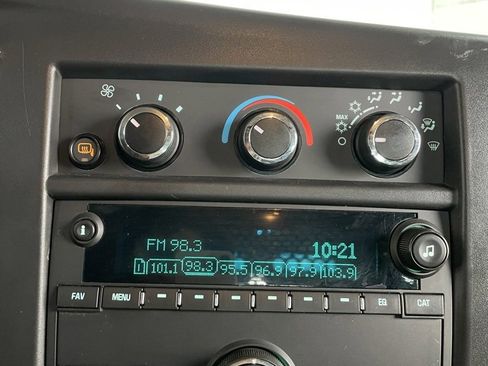 MAX
FM 98.3 10:21
1 101.1 98.3 95.5 96.9 97.9 103.9
FAV MENU EQ CAT